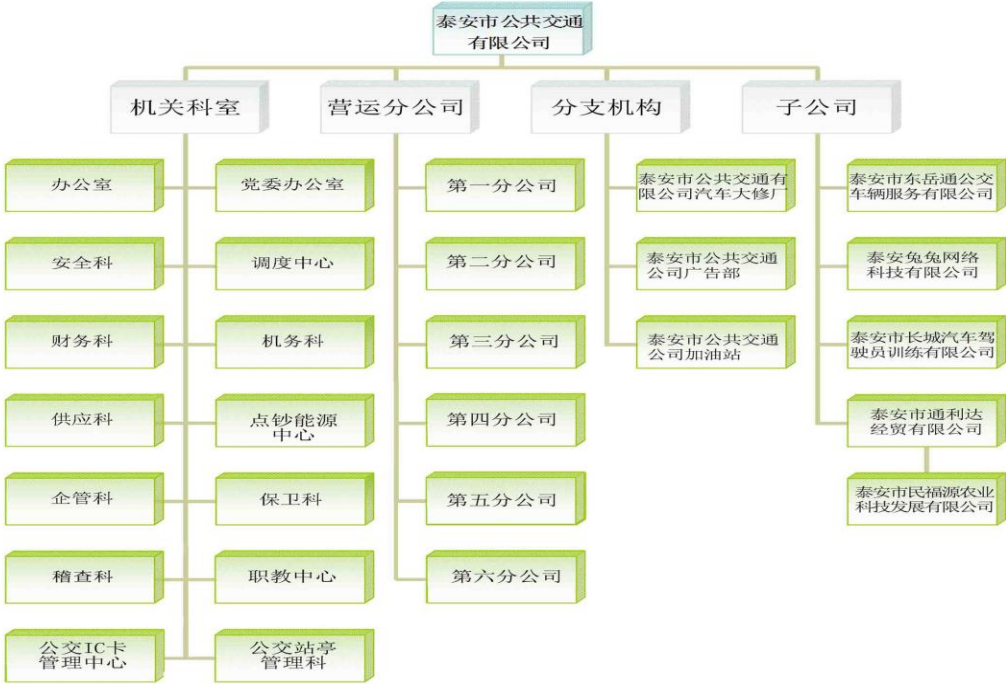 泰安市公共交通
有限公司
机关科室
营运分公司
分支机构
子公司
办公室
党委办公室
第一分公司
泰安市公共交通有
限公司汽车大修厂
泰安市东岳通公交
车辆服务有限公司
安全科
调度中心
第二分公司
泰安市公共交通
公司广告部
泰安兔兔网络
科技有限公司
财务科
机务科
第三分公司
泰安市公共交通
公司加油站
泰安市长城汽车驾
驶员训练有限公司
供应科
点钞能源
中心
第四分公司
泰安市通利达
经贸有限公司
企管科
保卫科
第五分公司
泰安市民福源农业
科技发展有限公司
稽查科
职教中心
第六分公司
公交IC卡
管理中心
公交站亭
管理科